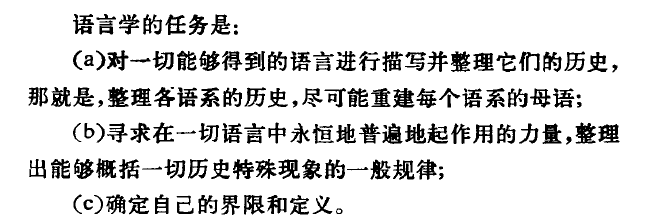 语言学的任务是：
(a)对一切能够得到的语言进行描写并整理它们的历史，
那就是，整理各语系的历史，尽可能重建每个语系的母语；
(b)寻求在一切语言中永恒地普遍地起作用的力量，整理
出能够概括一切历史特殊现象的一般规律；
(c)确定自己的界限和定义。